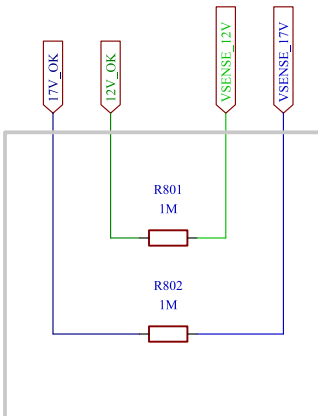 17V_OK
12V_OK
VSENSE_12V
VSENSE_17V
R801
1M
R802
1M